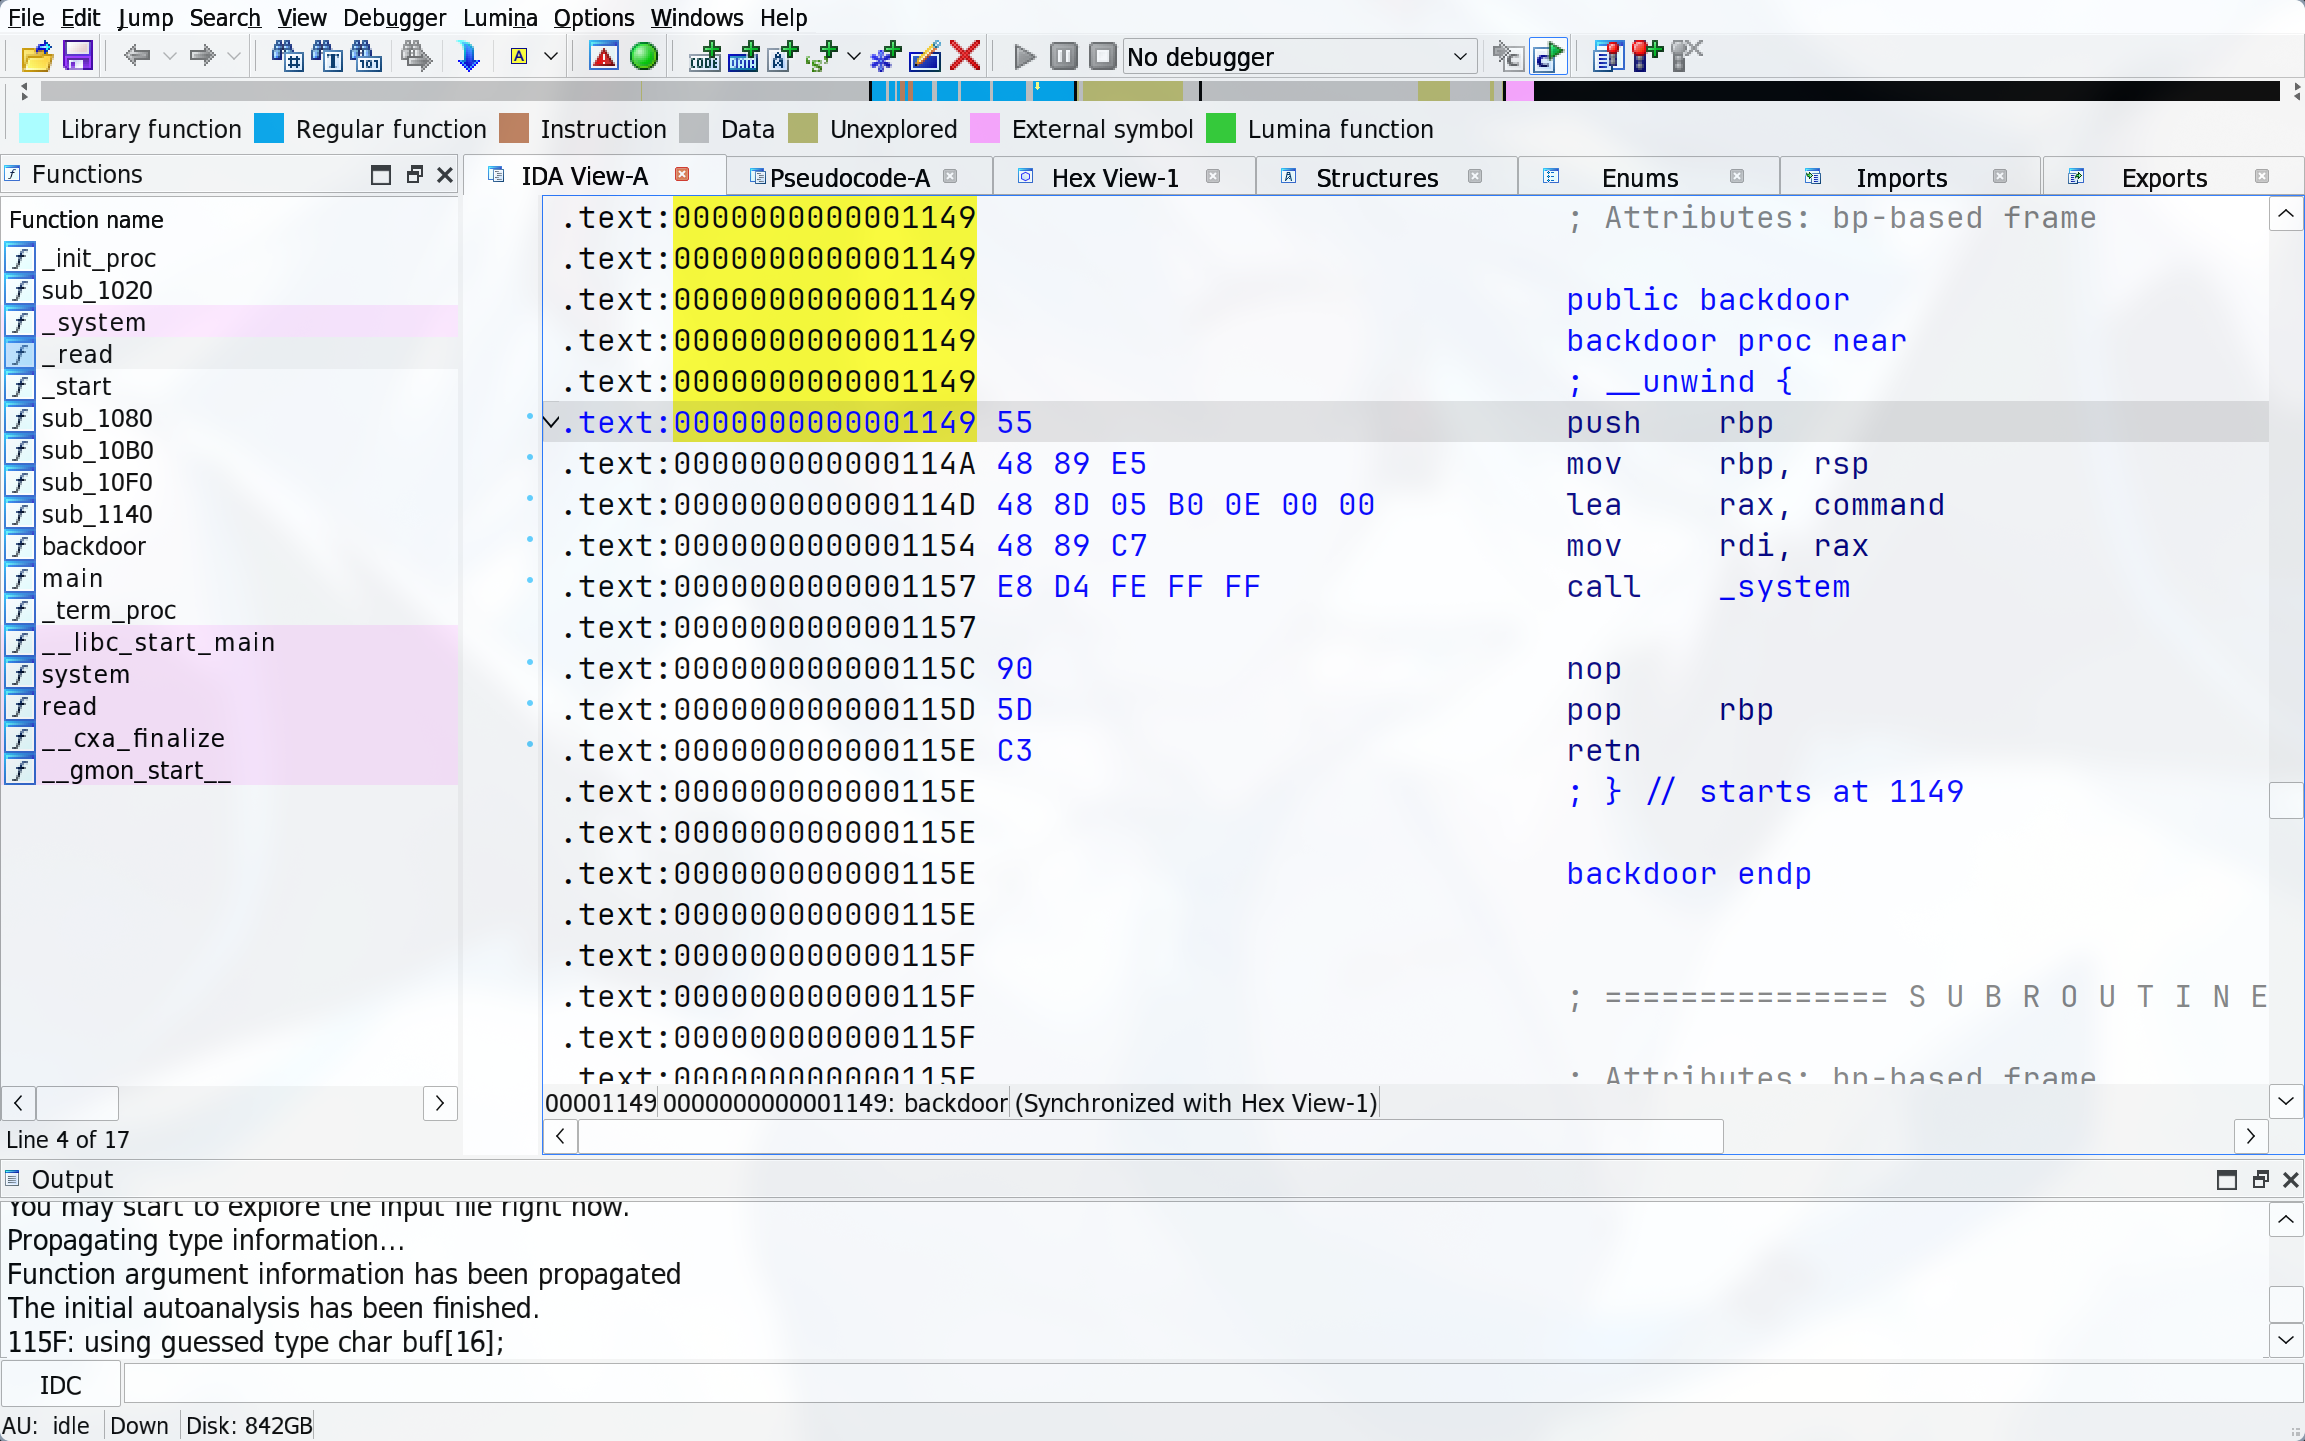 File Edit Jump Search View Debugger Lumina Options Windows Help
No debugger
Library function Regular function Instruction Data Unexplored External symbol Lumina function
Functions
Function name
_init_proc
sub_1020
_system
_read
_start
sub_1080
sub_10B0
sub_10F0
sub_1140
backdoor
main
_term_proc
__libc_start_main
system
read
__cxa_finalize
__gmon_start__
Line 4 of 17
IDA View-A Pseudocode-A Hex View-1 Structures Enums Imports Exports
.text:0000000000001149 ; Attributes: bp-based frame
.text:0000000000001149
.text:0000000000001149 public backdoor
.text:0000000000001149 backdoor proc near
.text:0000000000001149 ; __unwind {
.text:0000000000001149 55 push rbp
.text:000000000000114A 48 89 E5 mov rbp, rsp
.text:000000000000114D 48 8D 05 B0 0E 00 00 lea rax, command
.text:0000000000001154 48 89 C7 mov rdi, rax
.text:0000000000001157 E8 D4 FE FF FF call _system
.text:0000000000001157
.text:000000000000115C 90 nop
.text:000000000000115D 5D pop rbp
.text:000000000000115E C3 retn
.text:000000000000115E ; } // starts at 1149
.text:000000000000115E
.text:000000000000115E backdoor endp
.text:000000000000115E
.text:000000000000115F
.text:000000000000115F ; =============== S U B R O U T I N E
.text:000000000000115F
.text:000000000000115F ; Attributes: bp-based frame
00001149 0000000000001149: backdoor (Synchronized with Hex View-1)
Output
You may start to explore the input file right now.
Propagating type information...
Function argument information has been propagated
The initial autoanalysis has been finished.
115F: using guessed type char buf[16];
IDC
AU: idle Down Disk: 842GB